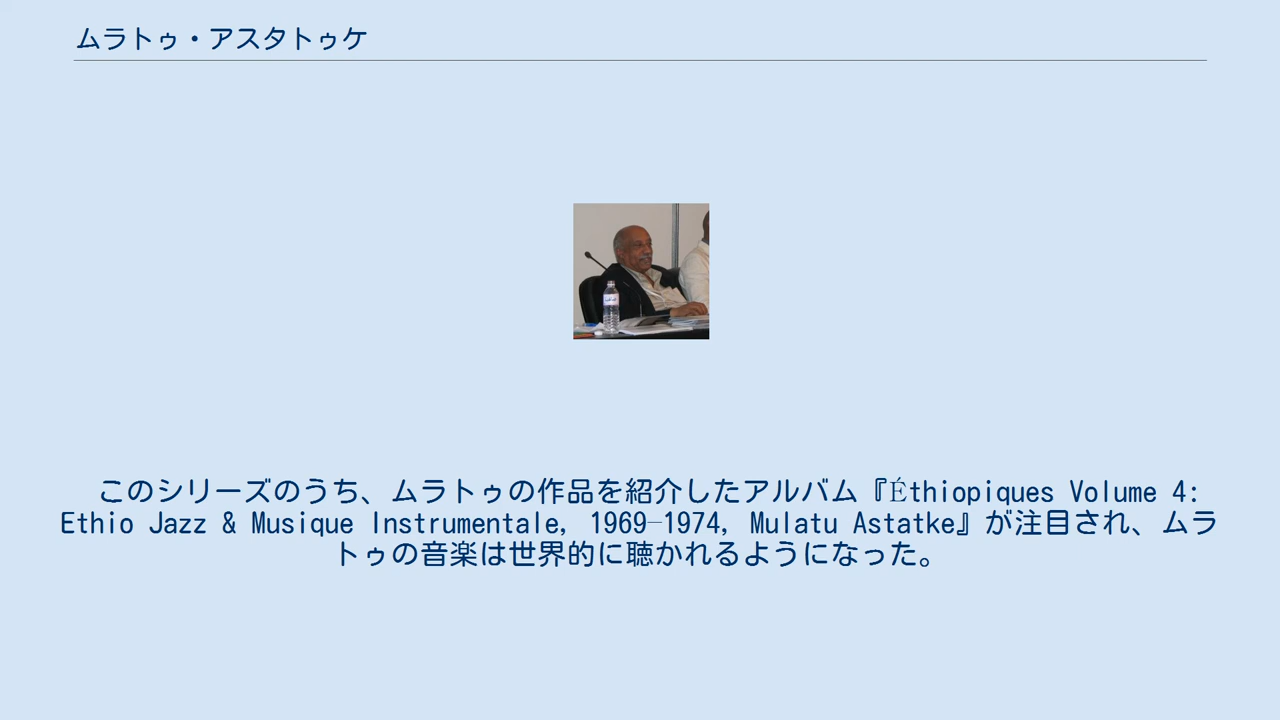 ムラトゥ・アスタトゥケ
このシリーズのうち、ムラトゥの作品を紹介したアルバム『Éthiopiques Volume 4:
Ethio Jazz & Musique Instrumentale, 1969–1974, Mulatu Astatke』が注目され、ムラ
トゥの音楽は世界的に聴かれるようになった。